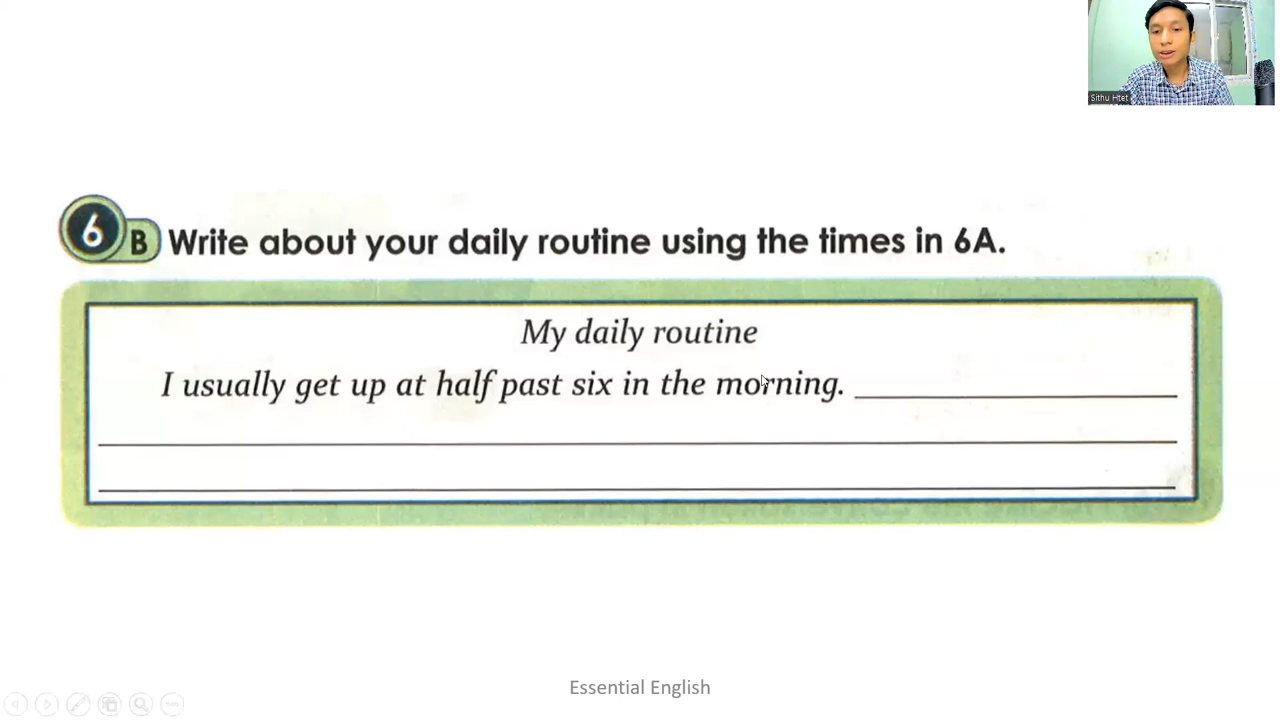 Sithu Htet
6 B Write about your daily routine using the times in 6A.
My daily routine
I usually get up at half past six in the morning.
Essential English